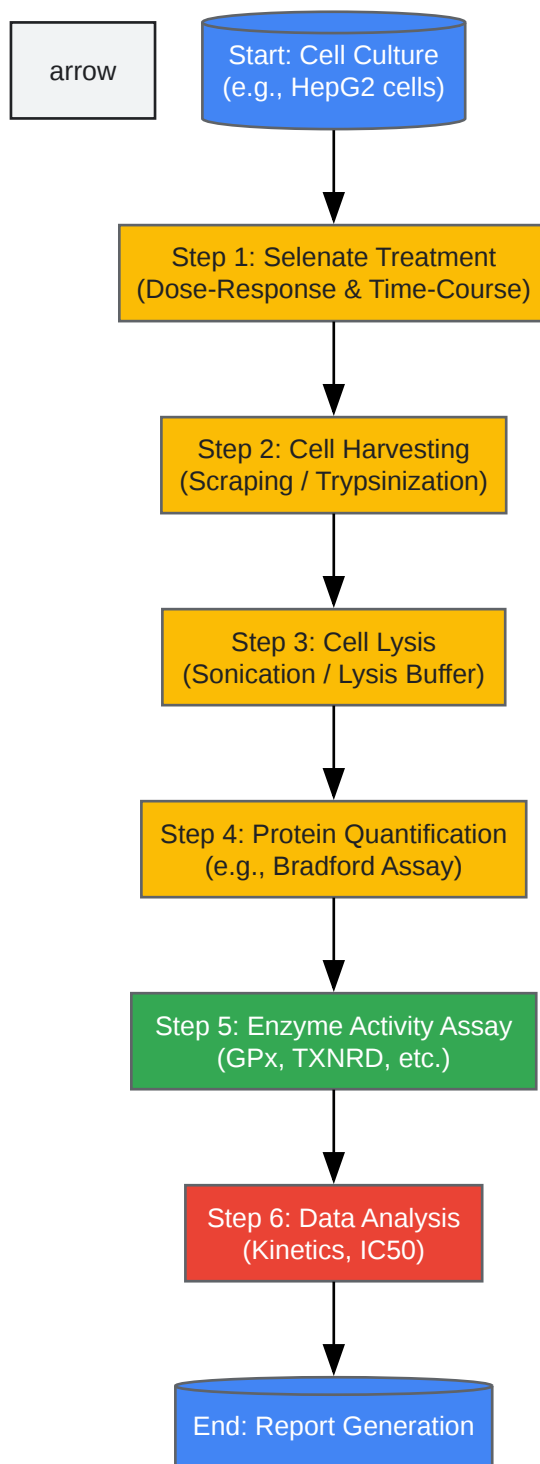 arrow
Start: Cell Culture
(e.g., HepG2 cells)
Step 1: Selenate Treatment
(Dose-Response & Time-Course)
Step 2: Cell Harvesting
(Scraping / Trypsinization)
Step 3: Cell Lysis
(Sonication / Lysis Buffer)
Step 4: Protein Quantification
(e.g., Bradford Assay)
Step 5: Enzyme Activity Assay
(GPx, TXNRD, etc.)
Step 6: Data Analysis
(Kinetics, IC50)
End: Report Generation